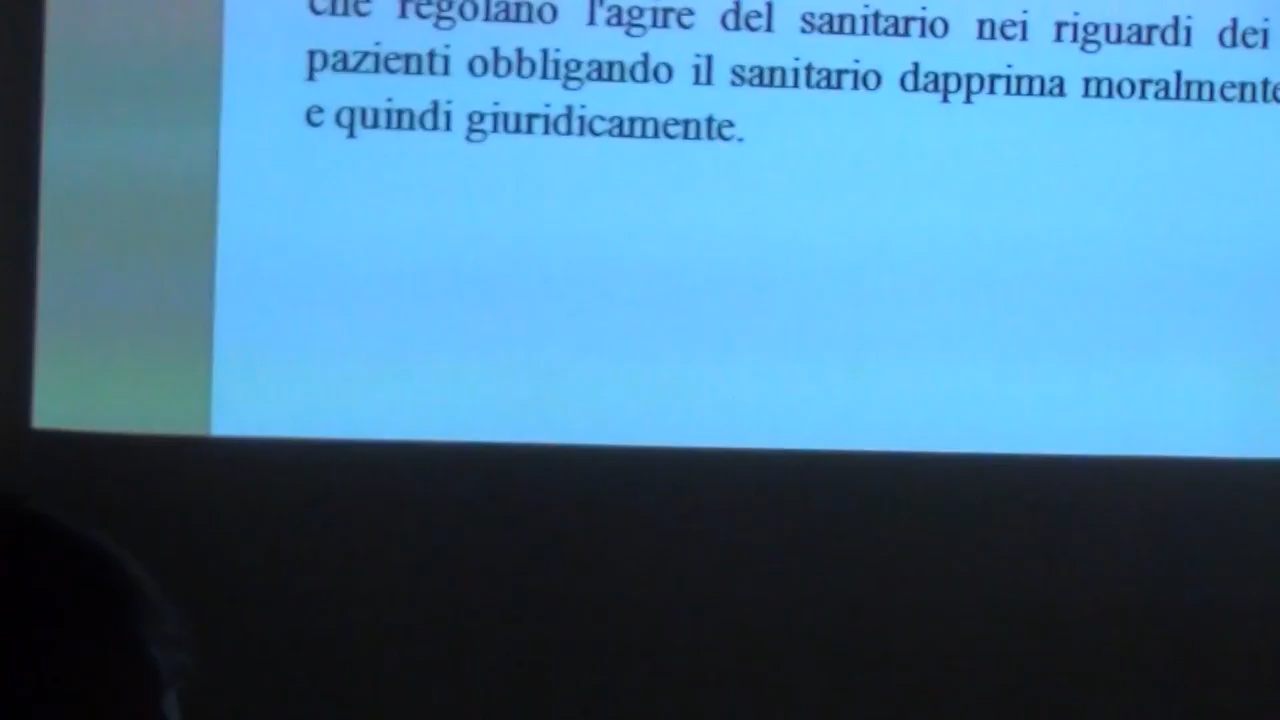 che regolano l'agire del sanitario nei riguardi dei
pazienti obbligando il sanitario dapprima moralmente
e quindi giuridicamente.